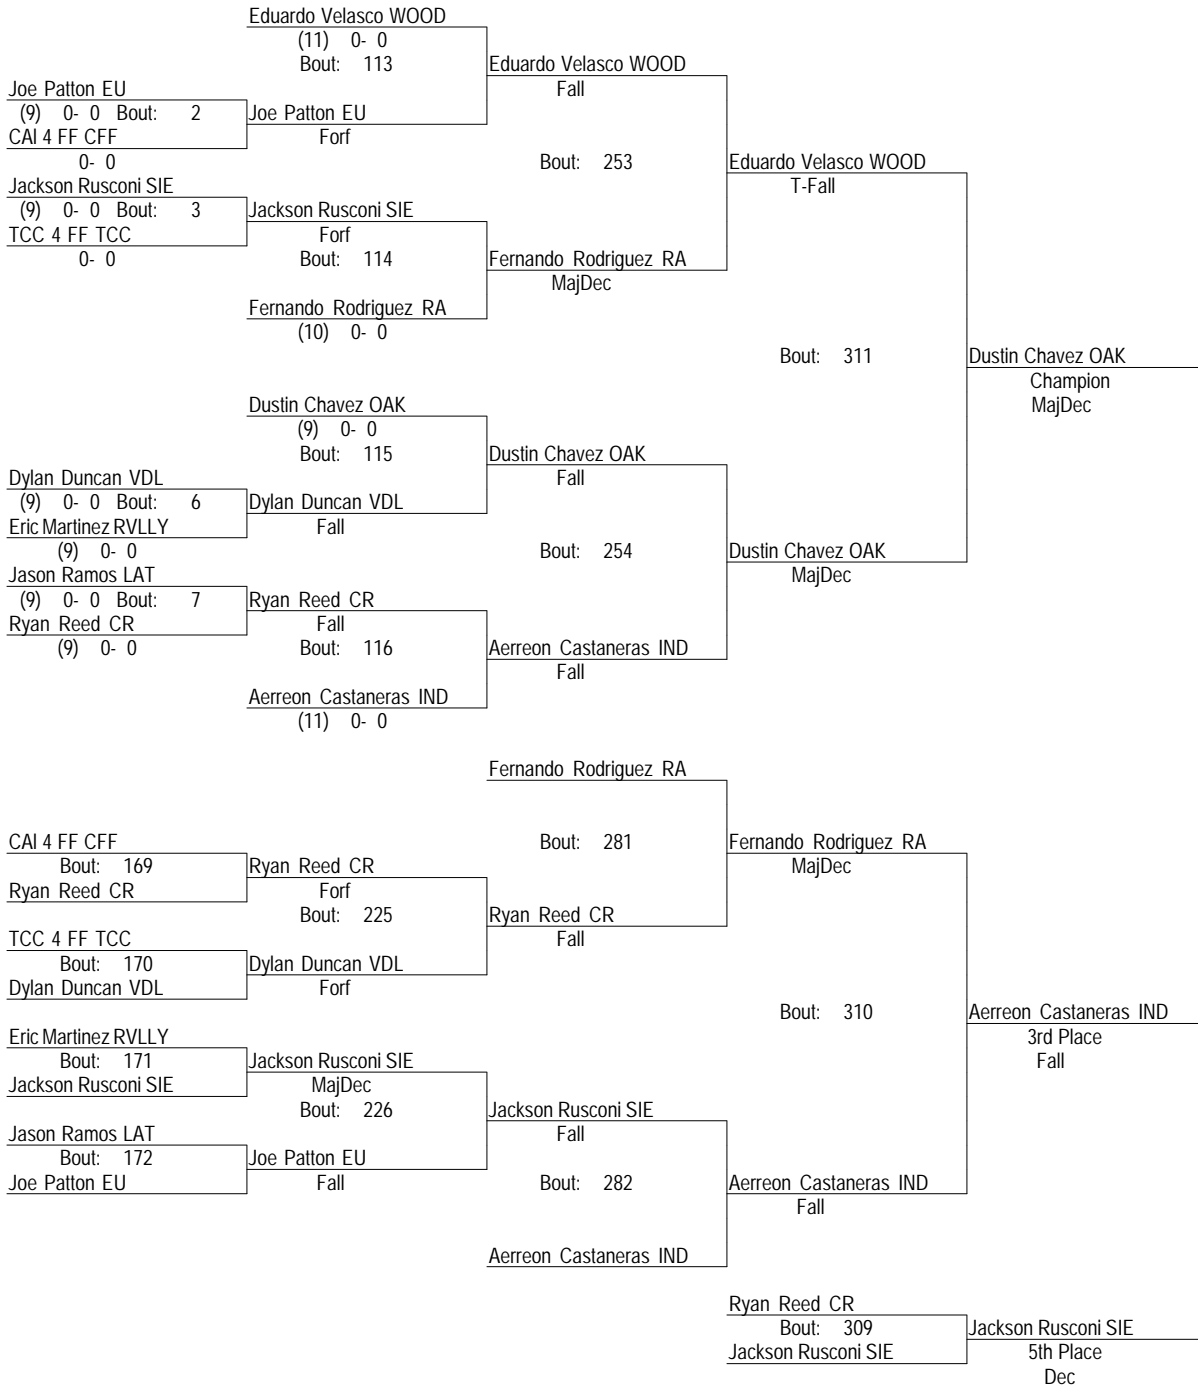 Eduardo Velasco WOOD
(11) 0- 0
Bout: 113
Eduardo Velasco WOOD
Fall
Joe Patton EU
(9) 0- 0 Bout: 2
Joe Patton EU
CAI 4 FF CFF
Forf
0- 0
Bout: 253
Eduardo Velasco WOOD
T-Fall
Jackson Rusconi SIE
(9) 0- 0 Bout: 3
Jackson Rusconi SIE
TCC 4 FF TCC
Forf
0- 0
Bout: 114
Fernando Rodriguez RA
MajDec
Fernando Rodriguez RA
(10) 0- 0
Bout: 311
Dustin Chavez OAK
Champion
MajDec
Dustin Chavez OAK
(9) 0- 0
Bout: 115
Dustin Chavez OAK
Fall
Dylan Duncan VDL
(9) 0- 0 Bout: 6
Dylan Duncan VDL
Eric Martinez RVLLY
Fall
(9) 0- 0
Bout: 254
Dustin Chavez OAK
MajDec
Jason Ramos LAT
(9) 0- 0 Bout: 7
Ryan Reed CR
Ryan Reed CR
Fall
(9) 0- 0
Bout: 116
Aerreon Castaneras IND
Fall
Aerreon Castaneras IND
(11) 0- 0
Fernando Rodriguez RA
CAI 4 FF CFF
Bout: 281
Fernando Rodriguez RA
MajDec
Bout: 169
Ryan Reed CR
Ryan Reed CR
Forf
Bout: 225
Ryan Reed CR
Fall
TCC 4 FF TCC
Bout: 170
Dylan Duncan VDL
Dylan Duncan VDL
Forf
Bout: 310
Aerreon Castaneras IND
3rd Place
Fall
Eric Martinez RVLLY
Bout: 171
Jackson Rusconi SIE
Jackson Rusconi SIE
MajDec
Bout: 226
Jackson Rusconi SIE
Fall
Jason Ramos LAT
Bout: 172
Joe Patton EU
Joe Patton EU
Fall
Bout: 282
Aerreon Castaneras IND
Fall
Aerreon Castaneras IND
Ryan Reed CR
Bout: 309
Jackson Rusconi SIE
Jackson Rusconi SIE
5th Place
Dec